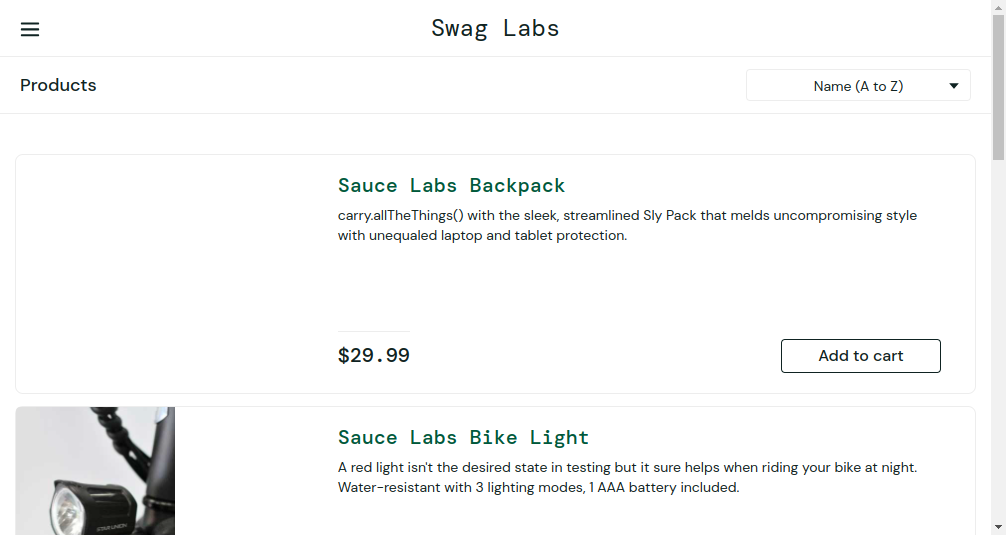 Swag Labs
Products
Name (A to Z)
Sauce Labs Backpack
carry.allTheThings() with the sleek, streamlined Sly Pack that melds uncompromising style
with unequaled laptop and tablet protection.
$29.99
Add to cart
Sauce Labs Bike Light
A red light isn't the desired state in testing but it sure helps when riding your bike at night.
Water-resistant with 3 lighting modes, 1 AAA battery included.